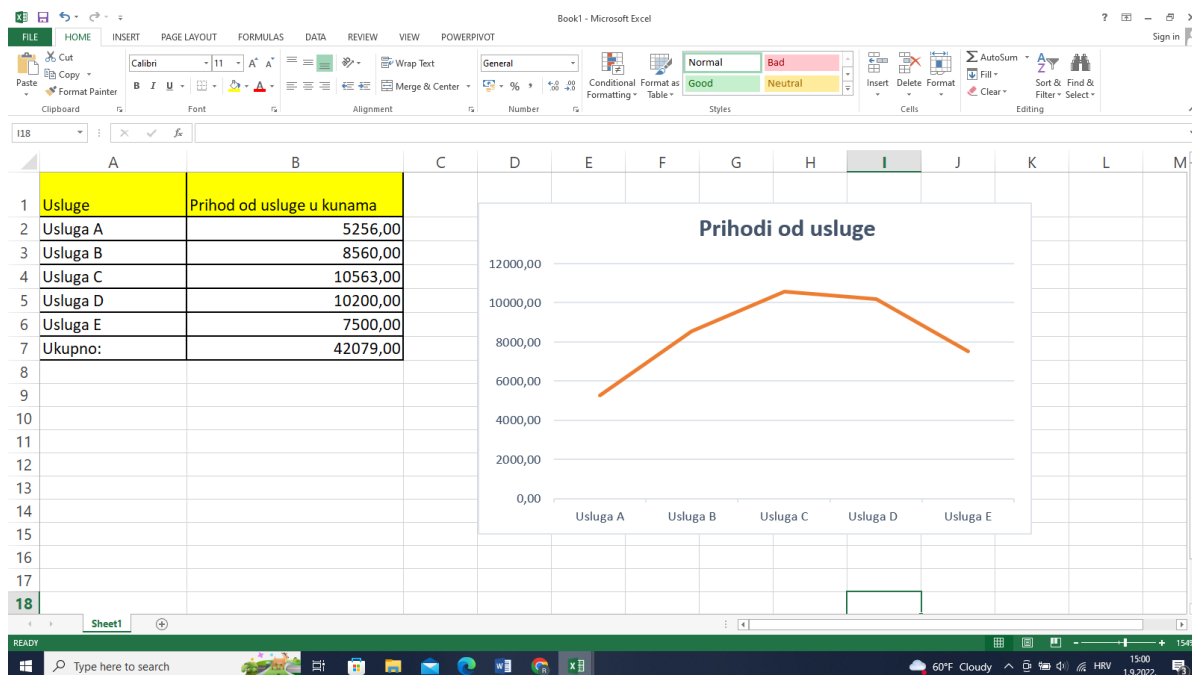 Book1 - Microsoft Excel
?
FILE HOME INSERT PAGE LAYOUT FORMULAS DATA REVIEW VIEW POWERPIVOT Sign in
Cut
Copy
Format Painter
Paste
Calibri 11
B I U
Wrap Text
Merge & Center
General
%
Conditional Formatting
Format as Table
Normal Bad
Good Neutral
Insert Delete Format
AutoSum
Fill
Clear
Sort & Filter
Find & Select
Clipboard Font Alignment Number Styles Cells Editing
I18 fx
A B C D E F G H I J K L M
1 Usluge Prihod od usluge u kunama
2 Usluga A 5256,00
3 Usluga B 8560,00
4 Usluga C 10563,00
5 Usluga D 10200,00
6 Usluga E 7500,00
7 Ukupno: 42079,00
8
9
10
11
12
13
14
15
16
17
18
Prihodi od usluge
12000,00
10000,00
8000,00
6000,00
4000,00
2000,00
0,00
Usluga A Usluga B Usluga C Usluga D Usluga E
Sheet1
READY
Type here to search
60°F Cloudy HRV
15:00
1.9.2022.